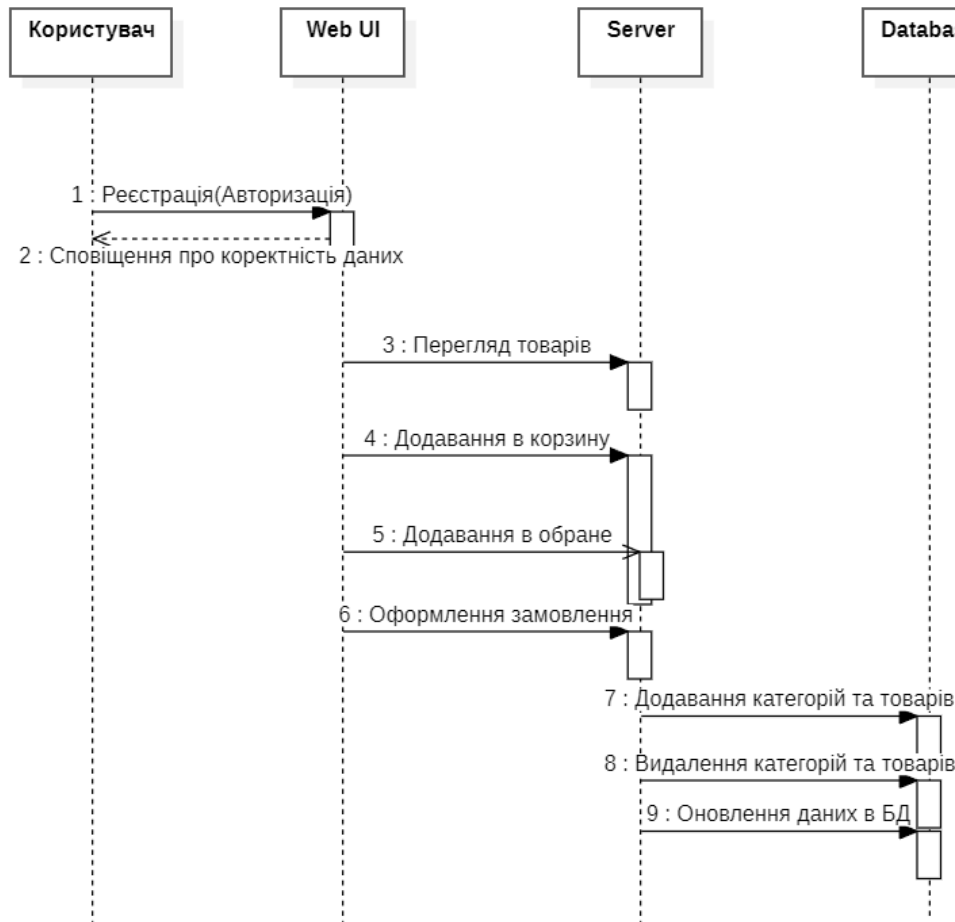 Користувач
Web UI
Server
Databas
1 : Реєстрація(Авторизація)
2 : Сповіщення про коректність даних
3 : Перегляд товарів
4 : Додавання в корзину
5 : Додавання в обране
6 : Оформлення замовлення
7 : Додавання категорій та товарів
8 : Видалення категорій та товарів
9 : Оновлення даних в БД